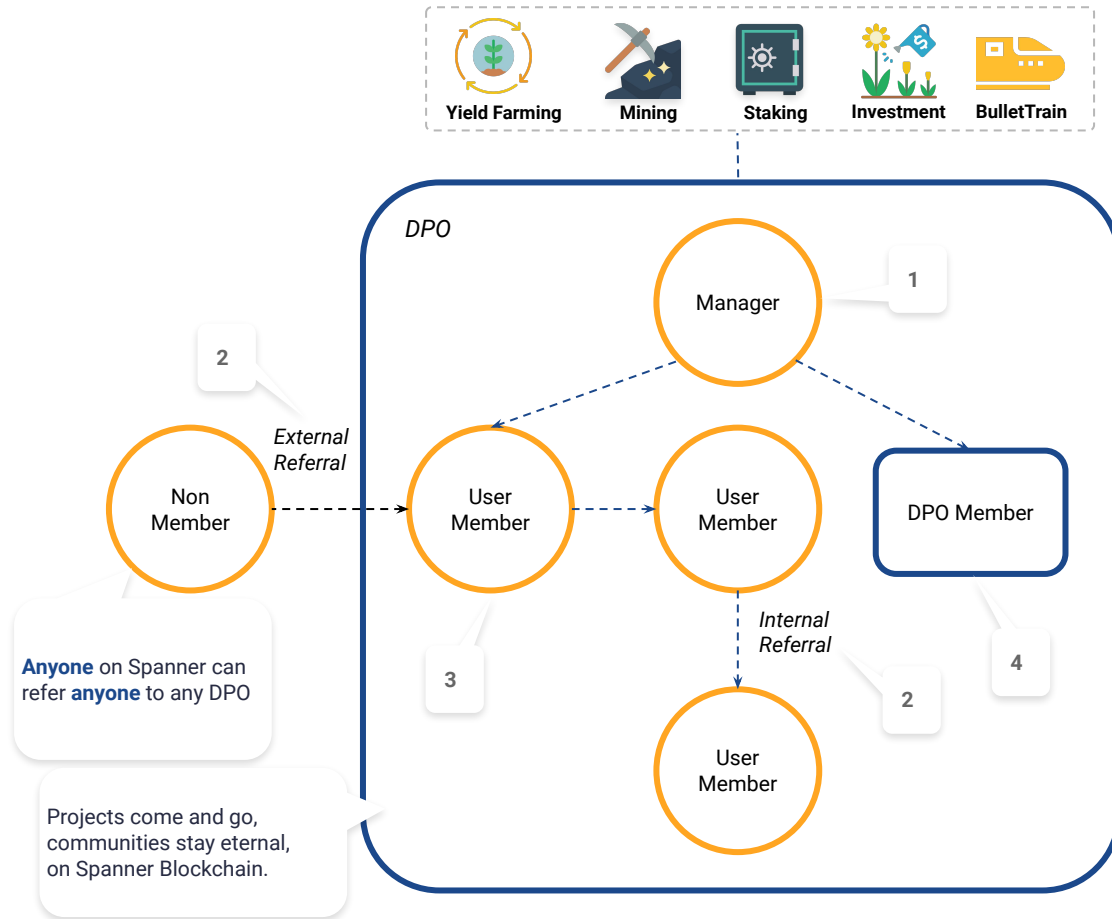 Yield Farming
Mining
Staking
Investment
BulletTrain
DPO
Manager
1
2
External
Referral
Non
Member
User
Member
User
Member
DPO Member
Internal
Referral
Anyone on Spanner can
refer anyone to any DPO
3
2
4
User
Member
Projects come and go,
communities stay eternal,
on Spanner Blockchain.